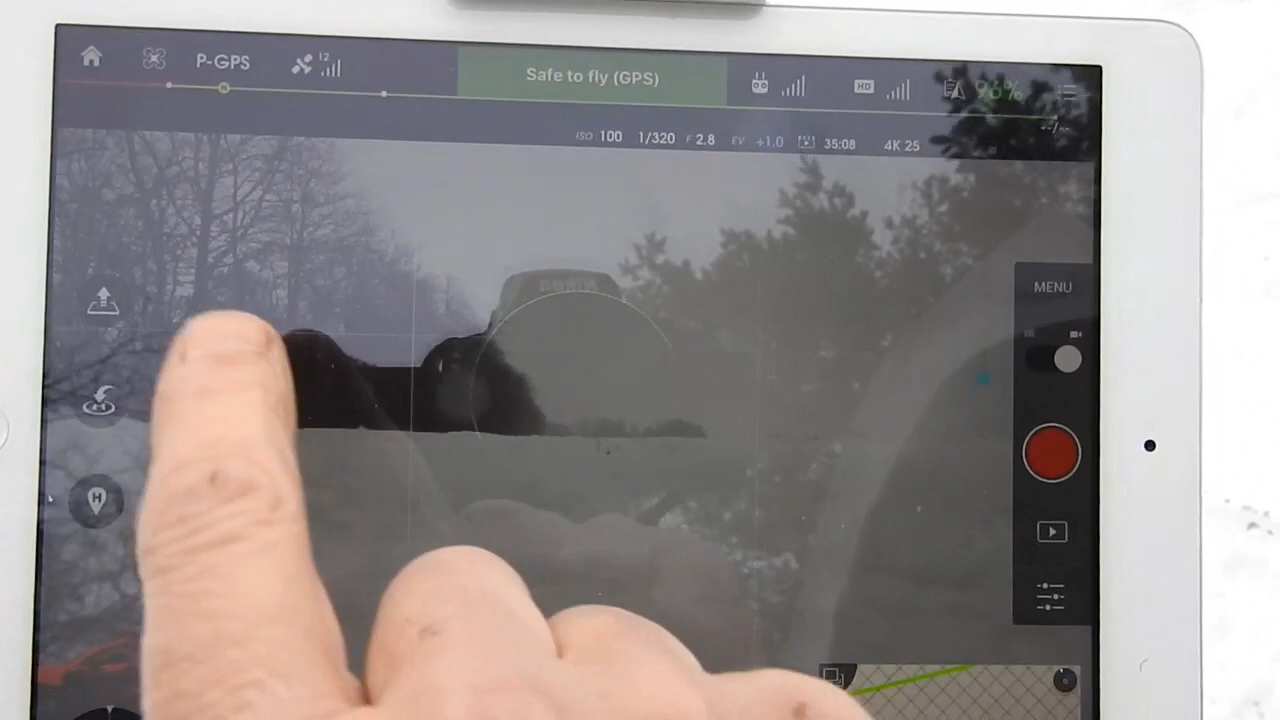 P-GPS
12
Safe to fly (GPS)
HD
96%
--/--
ISO 100 1/320 F 2.8 EV +1.0 35:08 4K 25
MENU
H
H
H